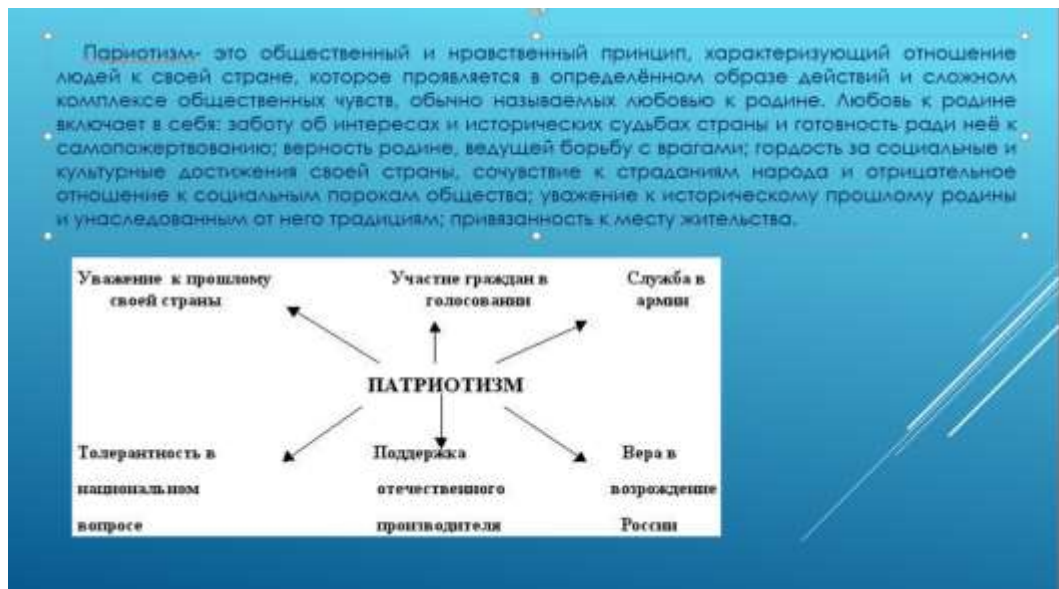 Париотизм- это общественный и нравственный принцип, характеризующий отношение
людей к своей стране, которое проявляется в определённом образе действий и сложном
комплексе общественных чувств, обычно называемых любовью к родине. Любовь к родине
включает в себя: заботу об интересах и исторических судьбах страны и готовность ради неё к
самопожертвованию; верность родине, ведущей борьбу с врагами; гордость за социальные и
культурные достижения своей страны, сочувствие к страданиям народа и отрицательное
отношение к социальным порокам общества; уважение к историческому прошлому родины
и унаследованным от него традициям; привязанность к месту жительства.
Уважение к прошлому
своей страны
Участие граждан в
голосовании
Служба в
армии
ПАТРИОТИЗМ
Толерантность в
национальном
вопросе
Поддержка
отечественного
производителя
Вера в
возрождение
России